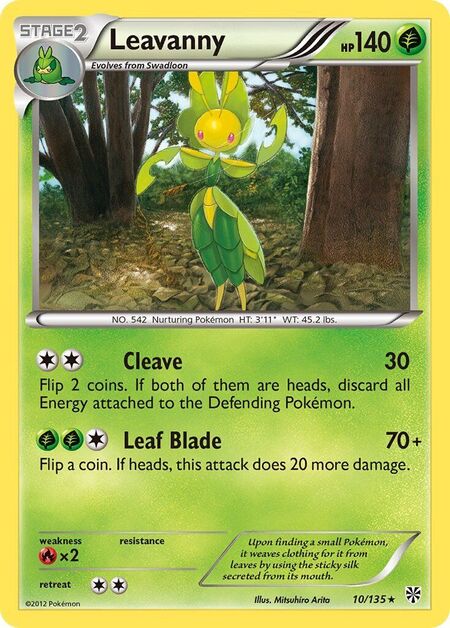 STAGE2 Leavanny HP140
Evolves from Swadloon
NO. 542 Nurturing Pokémon HT: 3'11" WT: 45.2 lbs.
Cleave 30
Flip 2 coins. If both of them are heads, discard all
Energy attached to the Defending Pokémon.
Leaf Blade 70+
Flip a coin. If heads, this attack does 20 more damage.
weakness resistance
×2
retreat
Upon finding a small Pokémon,
it weaves clothing for it from
leaves by using the sticky silk
secreted from its mouth.
©2012 Pokémon Illus. Mitsuhiro Arita 10/135★